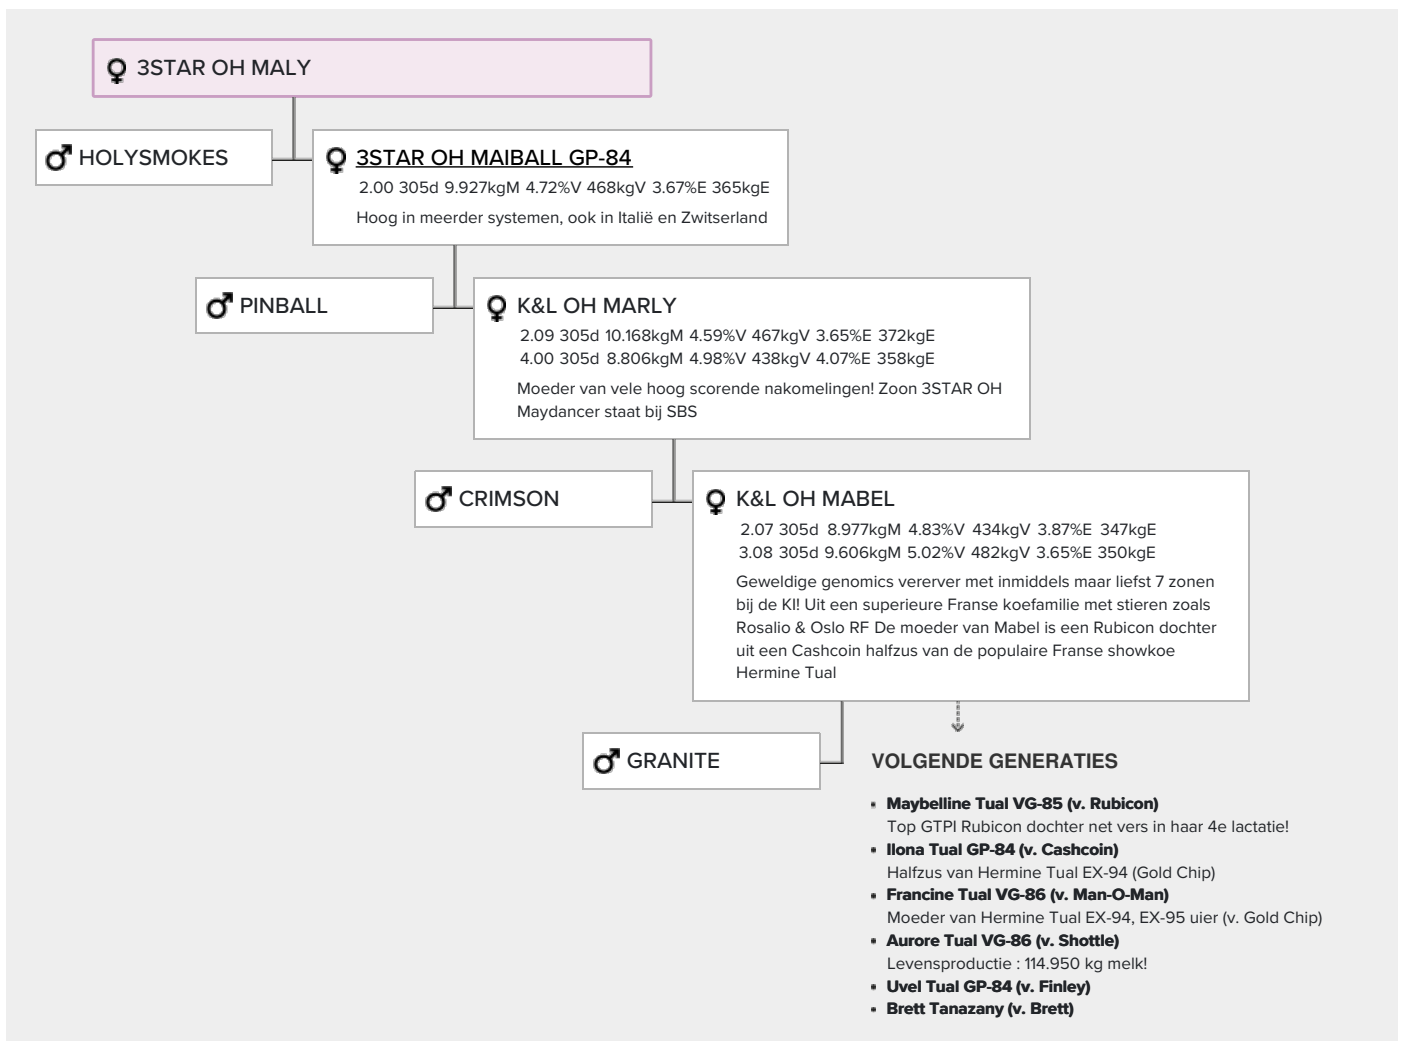 3STAR OH MALY
HOLYSMOKES
3STAR OH MAIBALL GP-84
2.00 305d 9.927kgM 4.72%V 468kgV 3.67%E 365kgE
Hoog in meerder systemen, ook in Italië en Zwitserland
PINBALL
K&L OH MARLY
2.09 305d 10.168kgM 4.59%V 467kgV 3.65%E 372kgE
4.00 305d 8.806kgM 4.98%V 438kgV 4.07%E 358kgE
Moeder van vele hoog scorende nakomelingen! Zoon 3STAR OH
Maydancer staat bij SBS
CRIMSON
K&L OH MABEL
2.07 305d 8.977kgM 4.83%V 434kgV 3.87%E 347kgE
3.08 305d 9.606kgM 5.02%V 482kgV 3.65%E 350kgE
Geweldige genomics vererver met inmiddels maar liefst 7 zonen
bij de KI! Uit een superieure Franse koefamilie met stieren zoals
Rosalio & Oslo RF De moeder van Mabel is een Rubicon dochter
uit een Cashcoin halfzus van de populaire Franse showkoe
Hermine Tual
GRANITE
VOLGENDE GENERATIES
Maybelline Tual VG-85 (v. Rubicon)
Top GTPI Rubicon dochter net vers in haar 4e lactatie!
Ilona Tual GP-84 (v. Cashcoin)
Halfzus van Hermine Tual EX-94 (Gold Chip)
Francine Tual VG-86 (v. Man-O-Man)
Moeder van Hermine Tual EX-94, EX-95 uier (v. Gold Chip)
Aurore Tual VG-86 (v. Shottle)
Levensproductie : 114.950 kg melk!
Uvel Tual GP-84 (v. Finley)
Brett Tanazany (v. Brett)